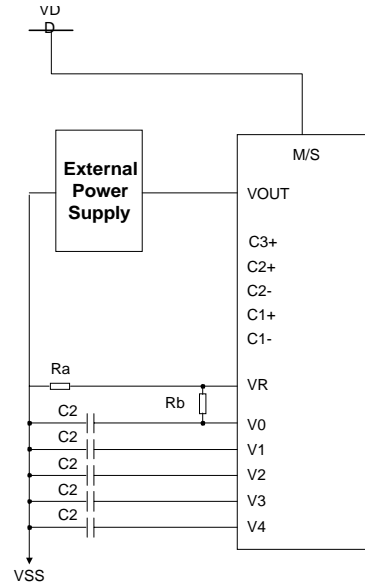 VD
D
M/S
External
Power
Supply
VOUT
C3+
C2+
C2-
C1+
C1-
Ra
VR
Rb
C2
V0
C2
V1
C2
V2
C2
V3
C2
V4
VSS